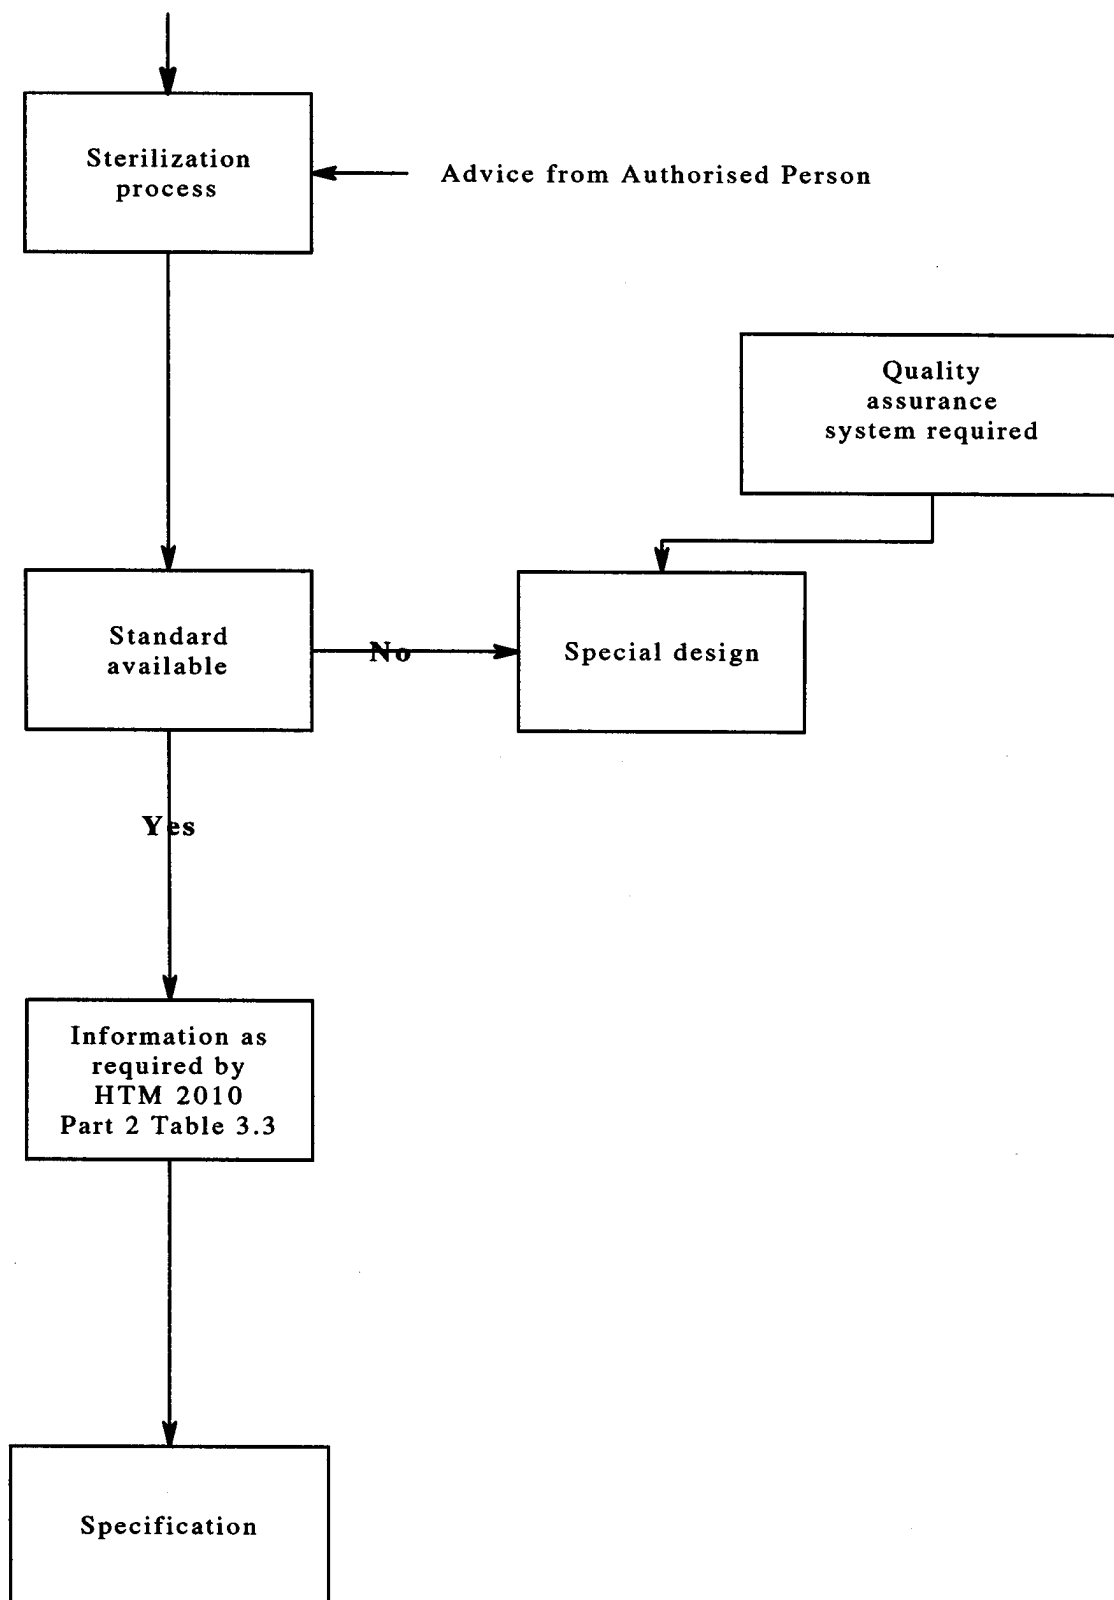 Sterilization
process
Advice from Authorised Person
Quality
assurance
system required
Standard
available
No
Special design
Yes
Information as
required by
HTM 2010
Part 2 Table 3.3
Specification